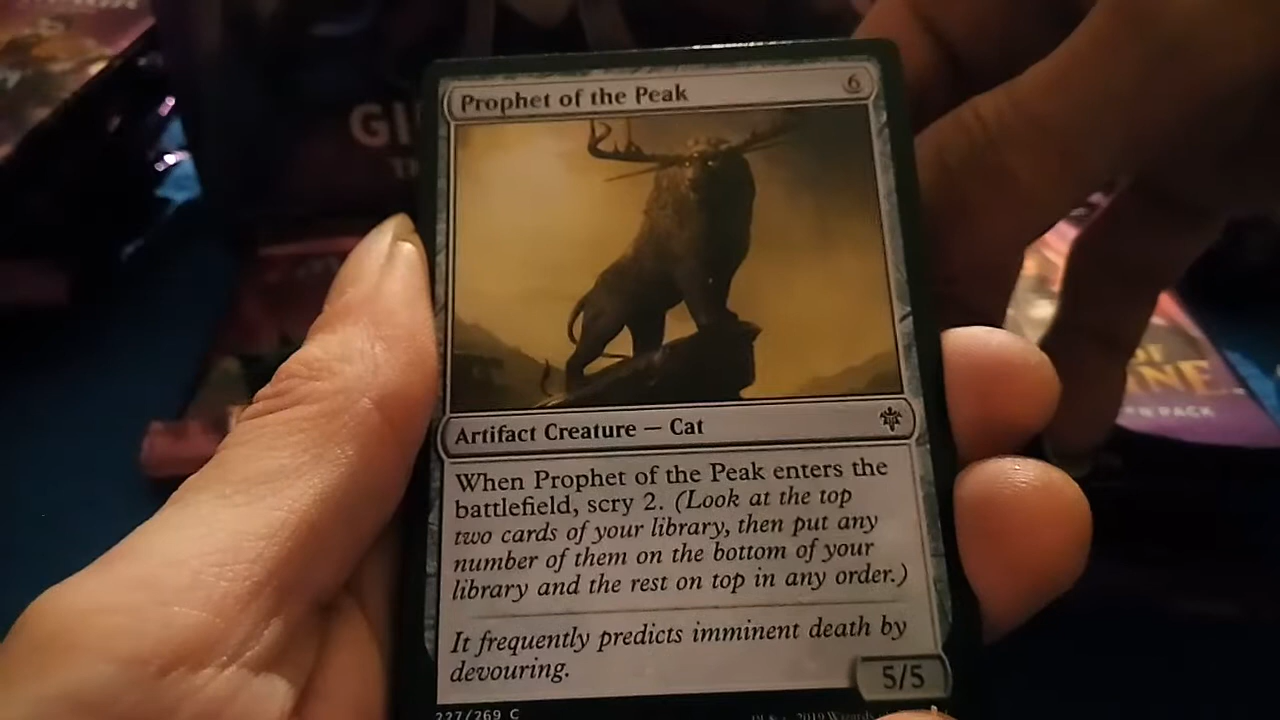 Prophet of the Peak
6
Artifact Creature — Cat
When Prophet of the Peak enters the
battlefield, scry 2. (Look at the top
two cards of your library, then put any
number of them on the bottom of your
library and the rest on top in any order.)
It frequently predicts imminent death by
devouring.
5/5
227/269 C
GI
OF
PACK